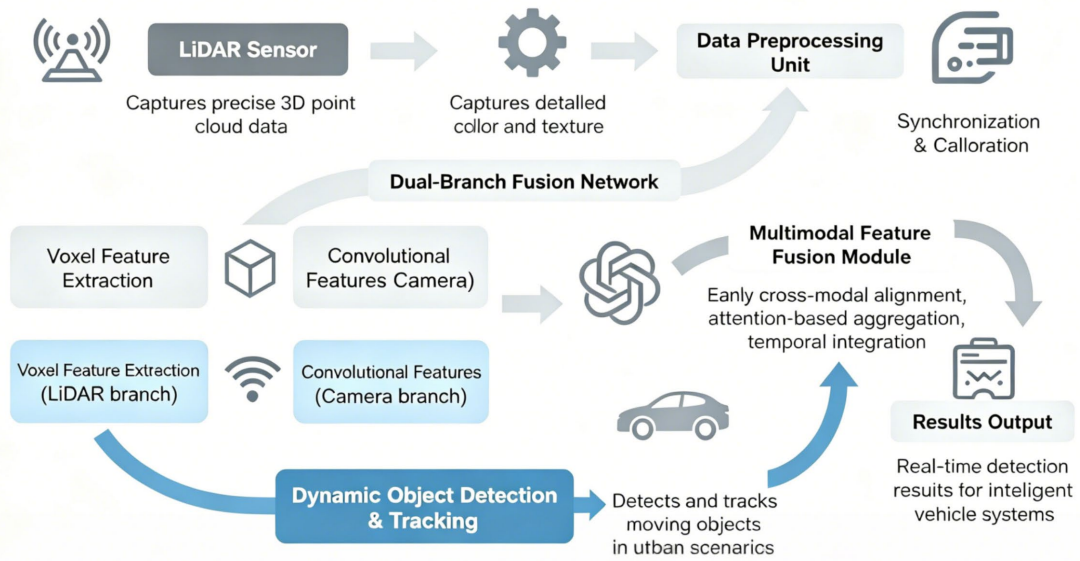 LiDAR Sensor
Captures precise 3D point
cloud data
Captures detalled
collor and texture
Data Preprocessing
Unit
Synchronization
& Calloration
Dual-Branch Fusion Network
Voxel Feature
Extraction
Convolutional
Features Camera)
Multimodal Feature
Fusion Module
Eanly cross-modal alignment,
attention-based aggregation,
temporal integration
Voxel Feature Extraction
(LiDAR branch)
Convolutional Features
(Camera branch)
Results Output
Real-time detection
resuits for inteligent
vehicle systems
Dynamic Object Detection
& Tracking
Detects and tracks
moving objects
in utban scenarics